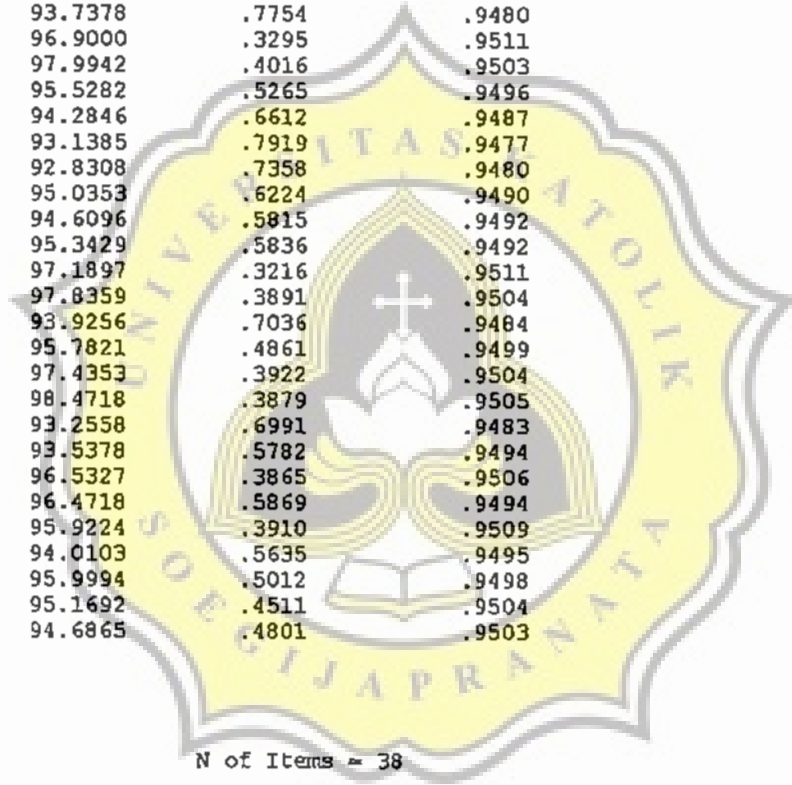 93.7378 .7754 .9480
96.9000 .3295 .9511
97.9942 .4016 .9503
95.5282 .5265 .9496
94.2846 .6612 .9487
93.1385 .7919 .9477
92.8308 .7358 .9480
95.0353 .6224 .9490
94.6096 .5815 .9492
95.3429 .5836 .9492
97.1897 .3216 .9511
97.8359 .3891 .9504
93.9256 .7036 .9484
95.7821 .4861 .9499
97.4353 .3922 .9504
98.4718 .3879 .9505
93.2558 .6991 .9483
93.5378 .5782 .9494
96.5327 .3865 .9506
96.4718 .5869 .9494
95.9224 .3910 .9509
94.0103 .5635 .9495
95.9994 .5012 .9498
95.1692 .4511 .9504
94.6865 .4801 .9503
UNIVERSITAS KATOLIK
SOEGIJAPRANATA
N of Items = 38